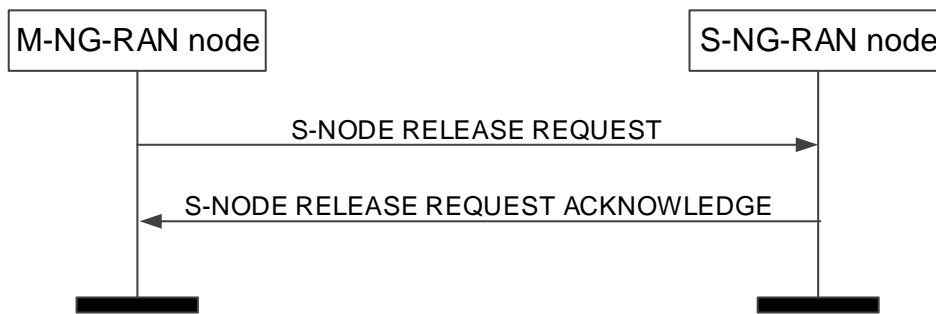 M-NG-RAN node
S-NG-RAN node
S-NODE RELEASE REQUEST
S-NODE RELEASE REQUEST ACKNOWLEDGE